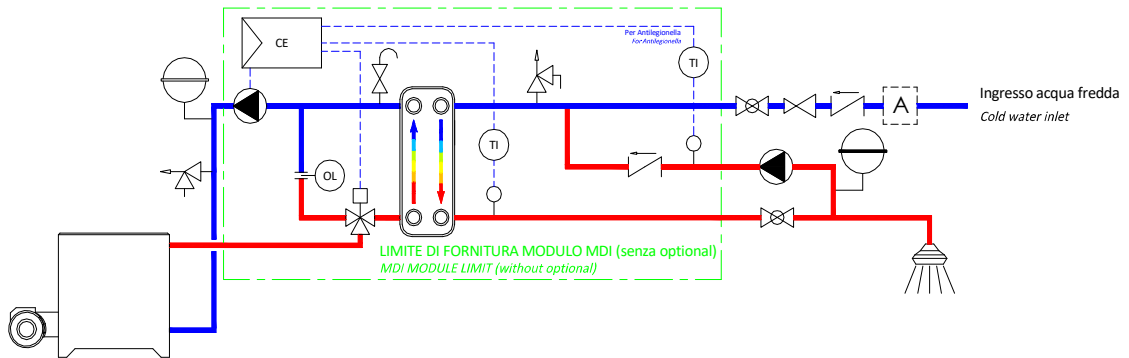 Per Antilegionella
For Antilegionella
CE
TI
TI
OL
A
Ingresso acqua fredda
Cold water inlet
LIMITE DI FORNITURA MODULO MDI (senza optional)
MDI MODULE LIMIT (without optional)